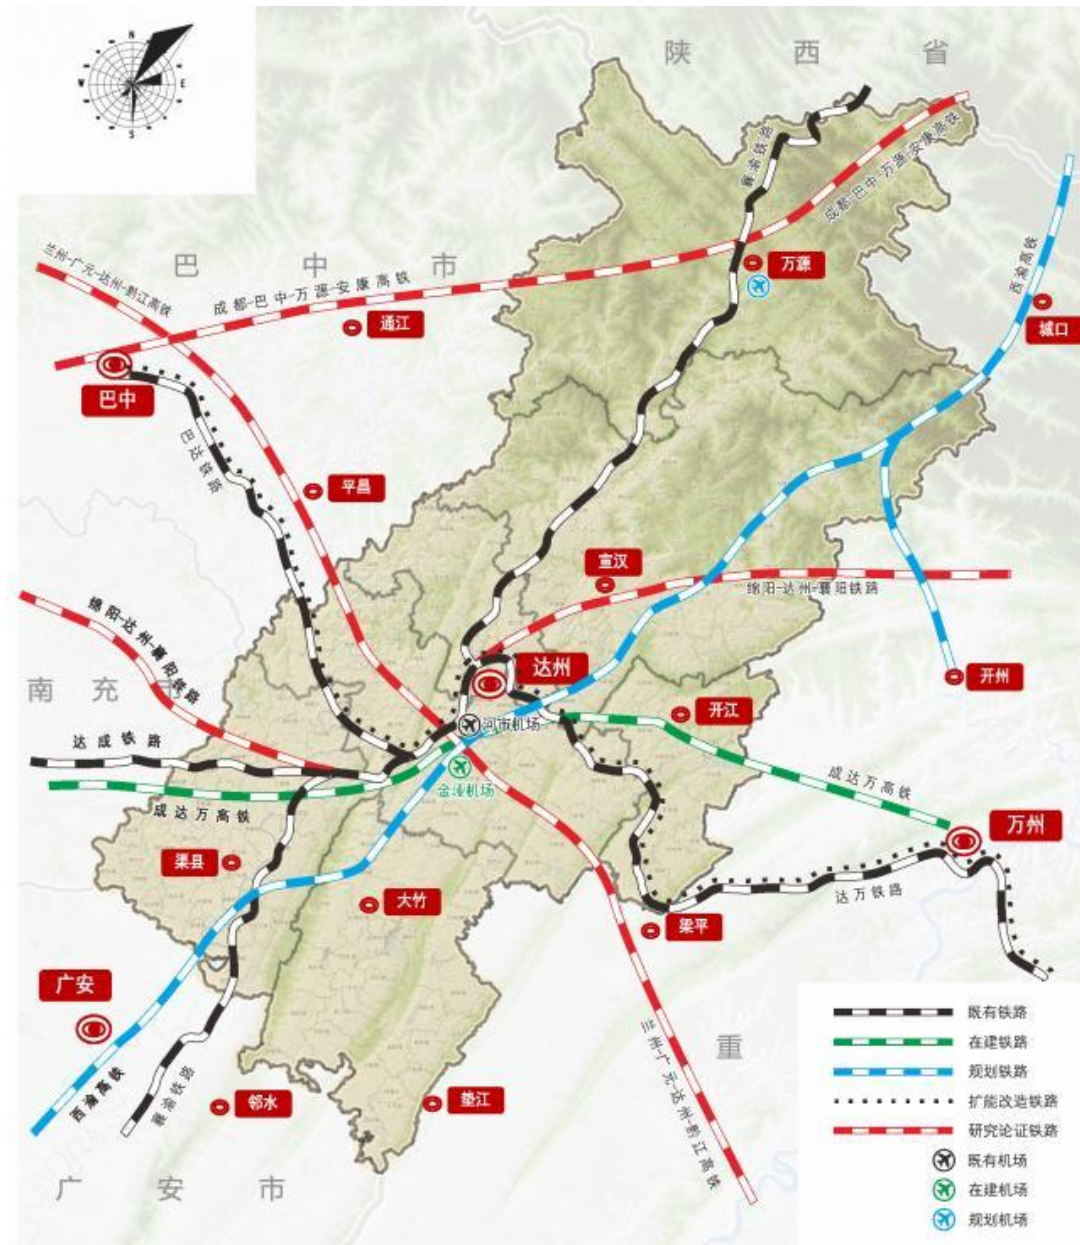 N
W
E
S
陕西省
襄渝铁路
成都-巴中-万源-安康高铁
兰州-广元-达州-黔江高铁
巴中市
成都-巴中-万源-安康高铁
万源
西渝高铁
城口
通江
巴中
巴达铁路
平昌
宣汉
绵阳-达州-襄阳铁路
绵阳-达州-襄阳铁路
达州
开州
南充市
开江
河市机场
达成铁路
金垭机场
成达万高铁
成达万高铁
万州
渠县
大竹
达万铁路
梁平
广安
既有铁路
在建铁路
重
规划铁路
兰州-广元-达州-黔江高铁
西渝高铁
襄渝铁路
邻水
垫江
扩能改造铁路
研究论证铁路
既有机场
广安市
在建机场
规划机场